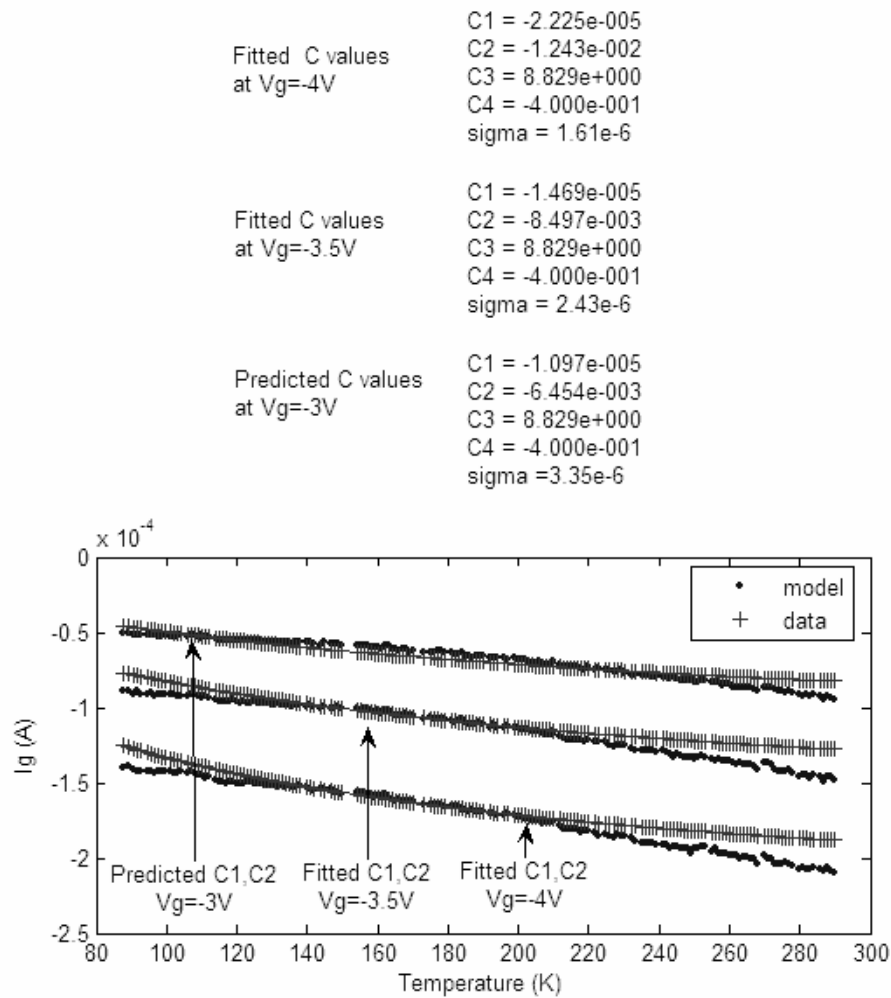 Fitted C values
at Vg=-4V
C1 = -2.225e-005
C2 = -1.243e-002
C3 = 8.829e+000
C4 = -4.000e-001
sigma = 1.61e-6
Fitted C values
at Vg=-3.5V
C1 = -1.469e-005
C2 = -8.497e-003
C3 = 8.829e+000
C4 = -4.000e-001
sigma = 2.43e-6
Predicted C values
at Vg=-3V
C1 = -1.097e-005
C2 = -6.454e-003
C3 = 8.829e+000
C4 = -4.000e-001
sigma =3.35e-6
x 10^-4
0
-0.5
-1
-1.5
-2
-2.5
Ig (A)
model
data
Predicted C1,C2
Vg=-3V
Fitted C1,C2
Vg=-3.5V
Fitted C1,C2
Vg=-4V
80 100 120 140 160 180 200 220 240 260 280 300
Temperature (K)